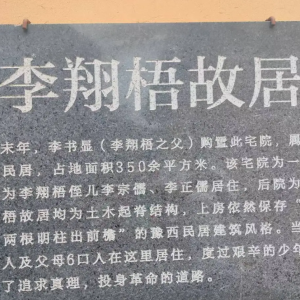 李翔梧故居
末年，李书显（李翔梧之父）购置此宅院，属
民居，占地面积350余平方米。该宅院为一
为李翔梧侄儿李宗儒、李正儒居住，后院为
梧故居均为土木起脊结构，上房依然保存“
两根明柱出前檐”的豫西民居建筑风格。当
人及父母6口人在这里居住，度过艰辛的少年
了追求真理，投身革命的道路。